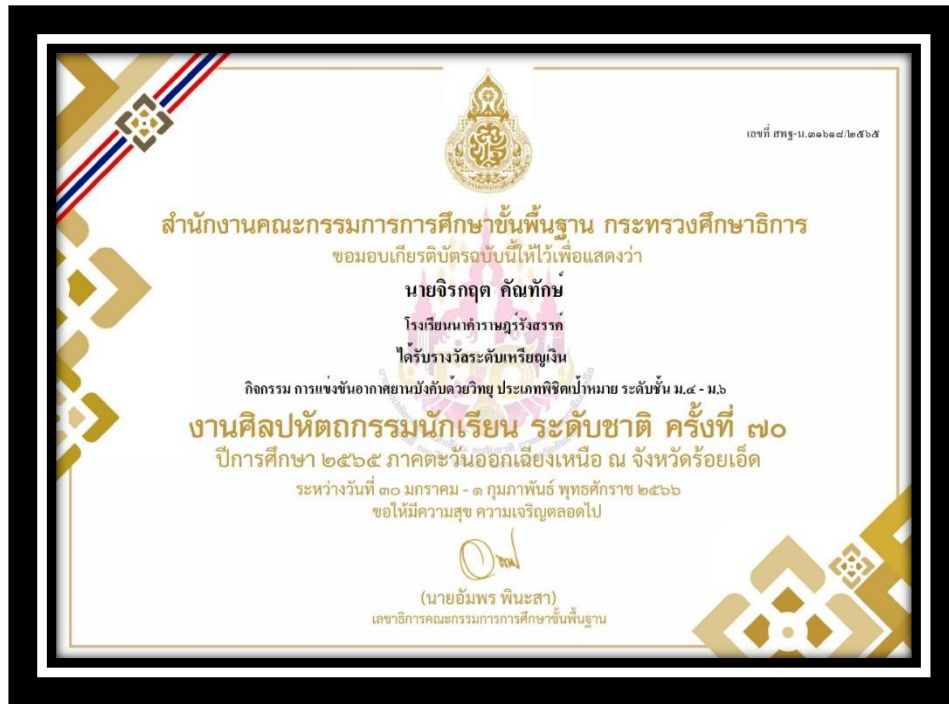 เลขที่ สพฐ-น.๓๑๖๑๘/๒๕๖๕
สำนักงานคณะกรรมการการศึกษาขั้นพื้นฐาน กระทรวงศึกษาธิการ
ขอมอบเกียรติบัตรฉบับนี้ให้ไว้เพื่อแสดงว่า
นายจิรกฤต คัณทักษ์
โรงเรียนนาคำราษฎร์รังสรรค์
ได้รับรางวัลระดับเหรียญเงิน
กิจกรรม การแข่งขันอากาศยานบังคับด้วยวิทยุ ประเภทพิชิตเป้าหมาย ระดับชั้น ม.๔ - ม.๖
งานศิลปหัตถกรรมนักเรียน ระดับชาติ ครั้งที่ ๗๐
ปีการศึกษา ๒๕๖๕ ภาคตะวันออกเฉียงเหนือ ณ จังหวัดร้อยเอ็ด
ระหว่างวันที่ ๓๐ มกราคม - ๑ กุมภาพันธ์ พุทธศักราช ๒๕๖๖
ขอให้มีความสุข ความเจริญตลอดไป
(นายอัมพร พินะสา)
เลขาธิการคณะกรรมการการศึกษาขั้นพื้นฐาน